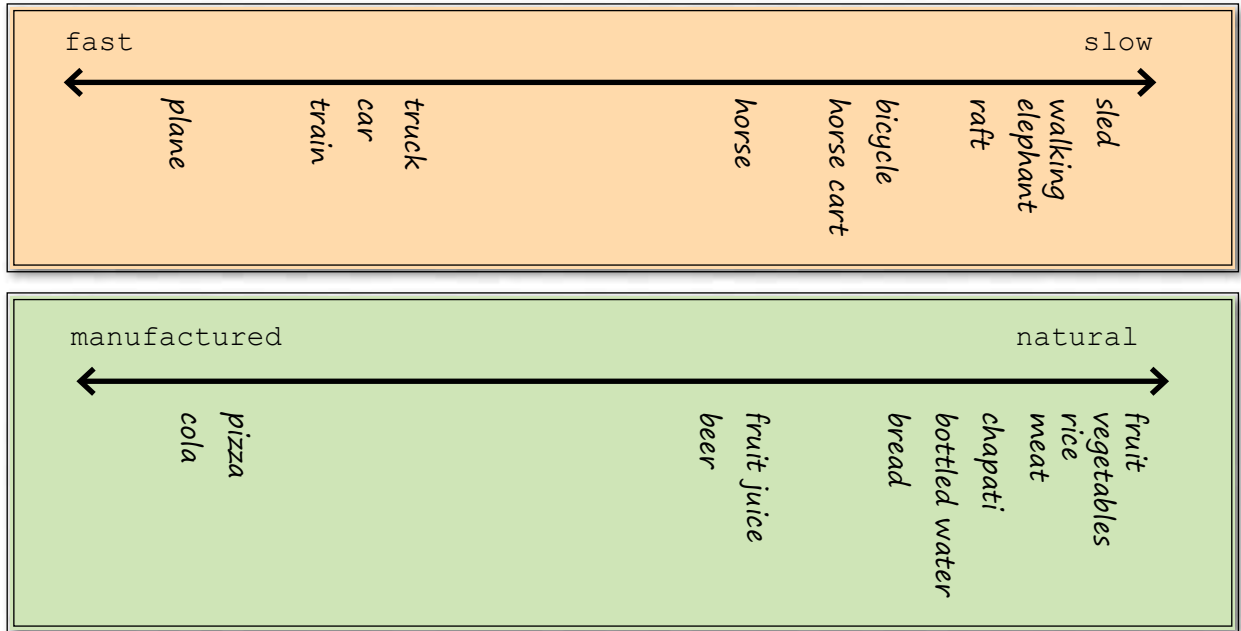 fast slow
plane
train
car
truck
horse
horse cart
bicycle
raft
elephant
walking
sled
manufactured natural
cola
pizza
beer
fruit juice
bread
bottled water
chapati
meat
rice
vegetables
fruit